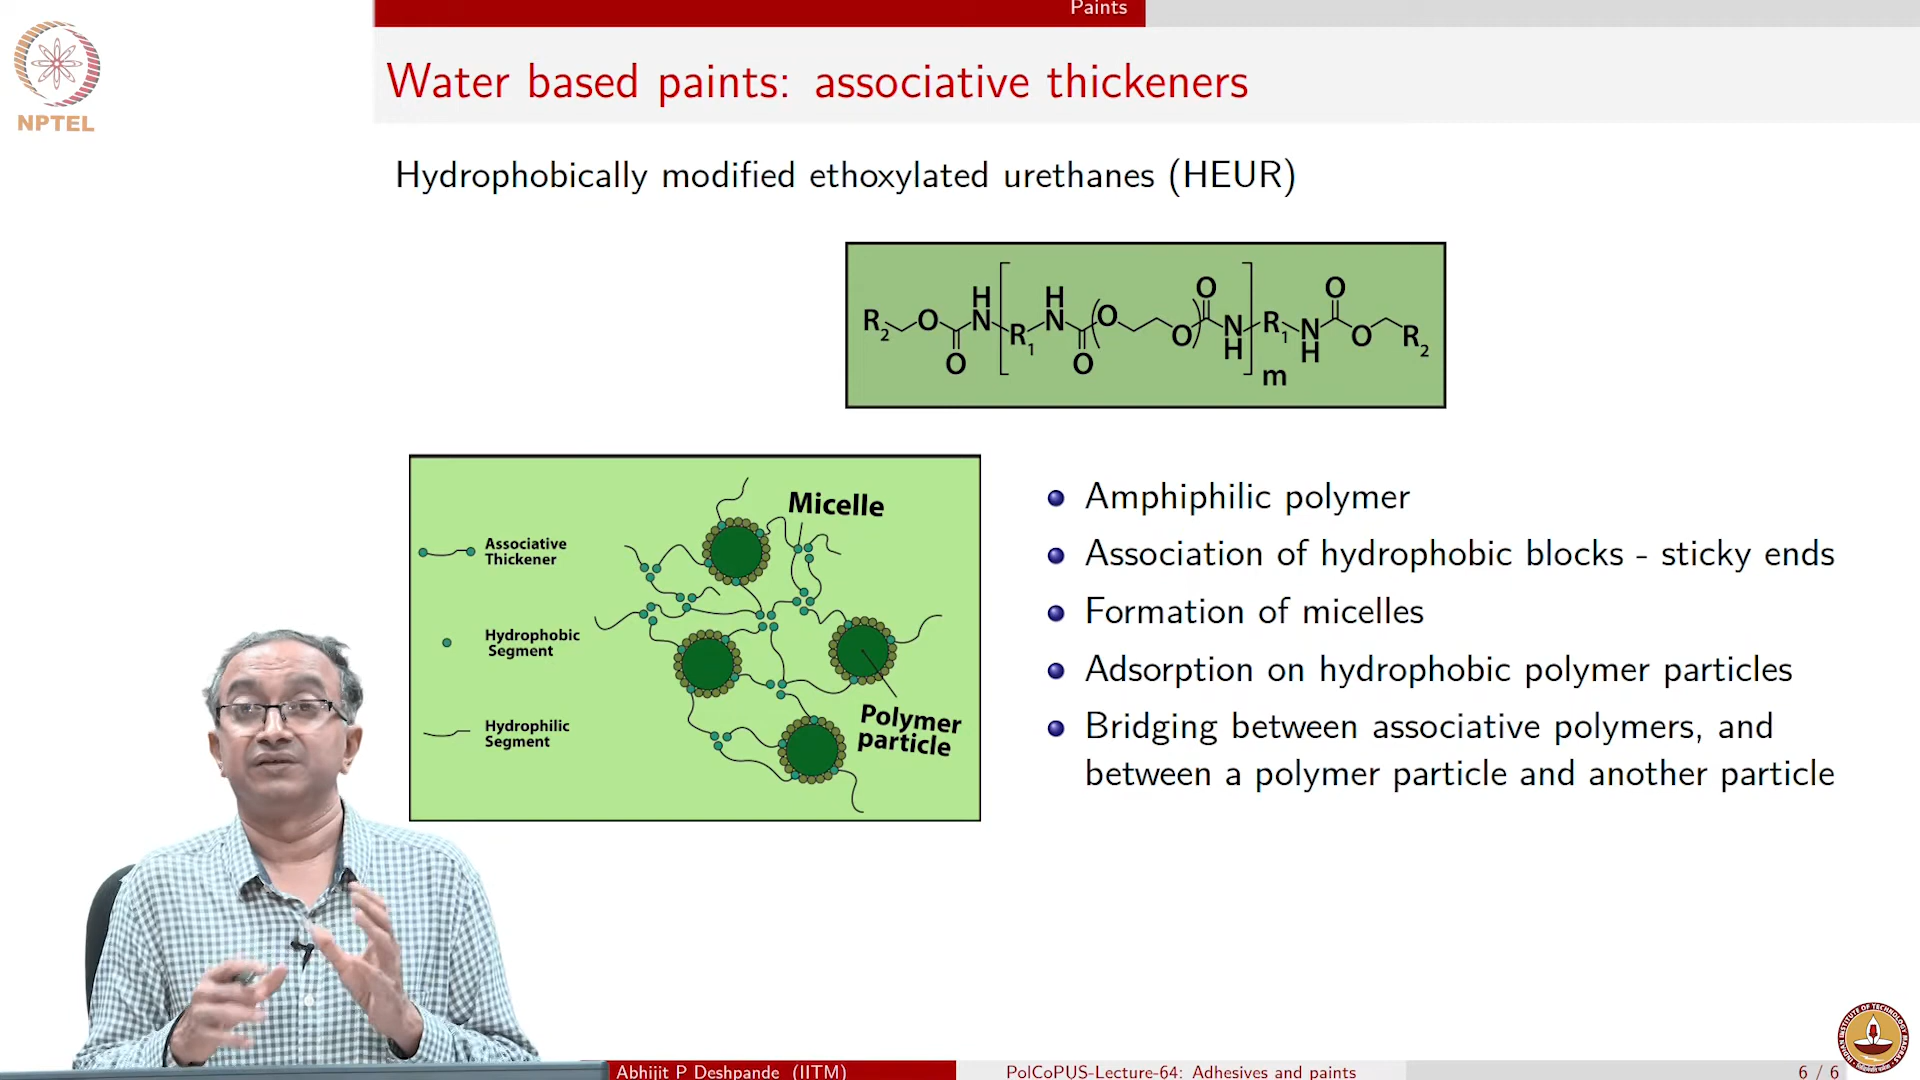 Paints
NPTEL
Water based paints: associative thickeners
Hydrophobically modified ethoxylated urethanes (HEUR)
R2 O O H N [ R1 H N O ( O O ) O N H ] m R1 N H O O R2
Associative
Thickener
Hydrophobic
Segment
Hydrophilic
Segment
Micelle
Polymer
particle
Amphiphilic polymer
Association of hydrophobic blocks - sticky ends
Formation of micelles
Adsorption on hydrophobic polymer particles
Bridging between associative polymers, and
between a polymer particle and another particle
Abhijit P Deshpande (IITM)
PolCoPUS-Lecture-64: Adhesives and paints
6 / 6